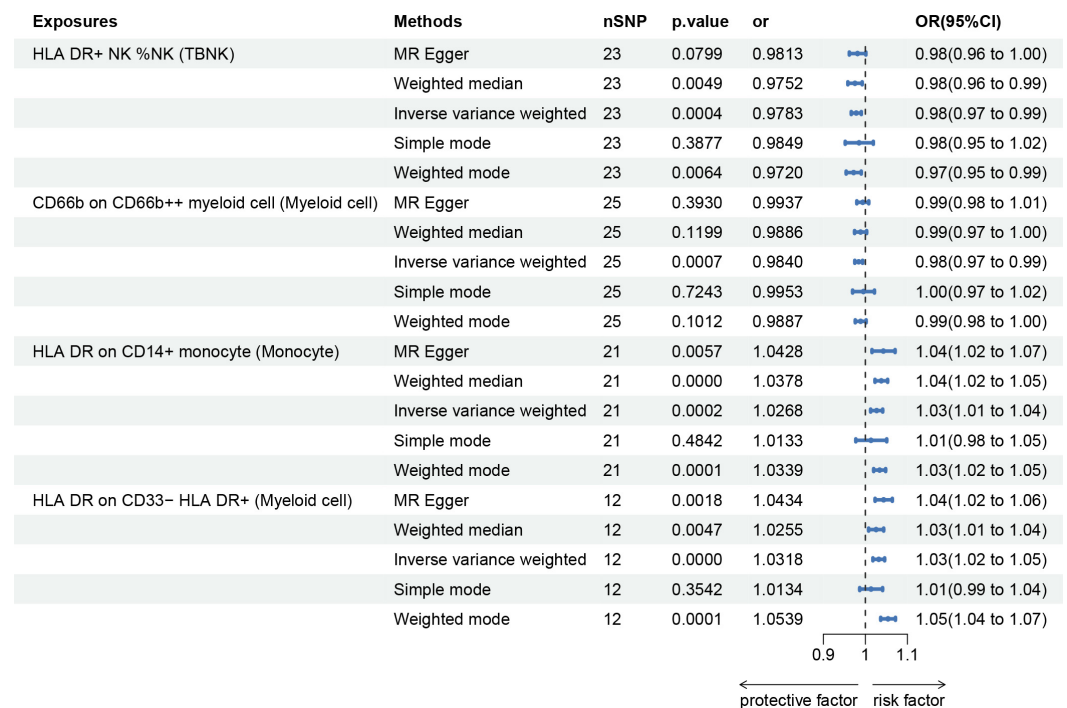 Exposures Methods nSNP p.value or OR(95%CI)
HLA DR+ NK %NK (TBNK) MR Egger 23 0.0799 0.9813 0.98(0.96 to 1.00)
Weighted median 23 0.0049 0.9752 0.98(0.96 to 0.99)
Inverse variance weighted 23 0.0004 0.9783 0.98(0.97 to 0.99)
Simple mode 23 0.3877 0.9849 0.98(0.95 to 1.02)
Weighted mode 23 0.0064 0.9720 0.97(0.95 to 0.99)
CD66b on CD66b++ myeloid cell (Myeloid cell) MR Egger 25 0.3930 0.9937 0.99(0.98 to 1.01)
Weighted median 25 0.1199 0.9886 0.99(0.97 to 1.00)
Inverse variance weighted 25 0.0007 0.9840 0.98(0.97 to 0.99)
Simple mode 25 0.7243 0.9953 1.00(0.97 to 1.02)
Weighted mode 25 0.1012 0.9887 0.99(0.98 to 1.00)
HLA DR on CD14+ monocyte (Monocyte) MR Egger 21 0.0057 1.0428 1.04(1.02 to 1.07)
Weighted median 21 0.0000 1.0378 1.04(1.02 to 1.05)
Inverse variance weighted 21 0.0002 1.0268 1.03(1.01 to 1.04)
Simple mode 21 0.4842 1.0133 1.01(0.98 to 1.05)
Weighted mode 21 0.0001 1.0339 1.03(1.02 to 1.05)
HLA DR on CD33− HLA DR+ (Myeloid cell) MR Egger 12 0.0018 1.0434 1.04(1.02 to 1.06)
Weighted median 12 0.0047 1.0255 1.03(1.01 to 1.04)
Inverse variance weighted 12 0.0000 1.0318 1.03(1.02 to 1.05)
Simple mode 12 0.3542 1.0134 1.01(0.99 to 1.04)
Weighted mode 12 0.0001 1.0539 1.05(1.04 to 1.07)
0.9 1 1.1
protective factor risk factor